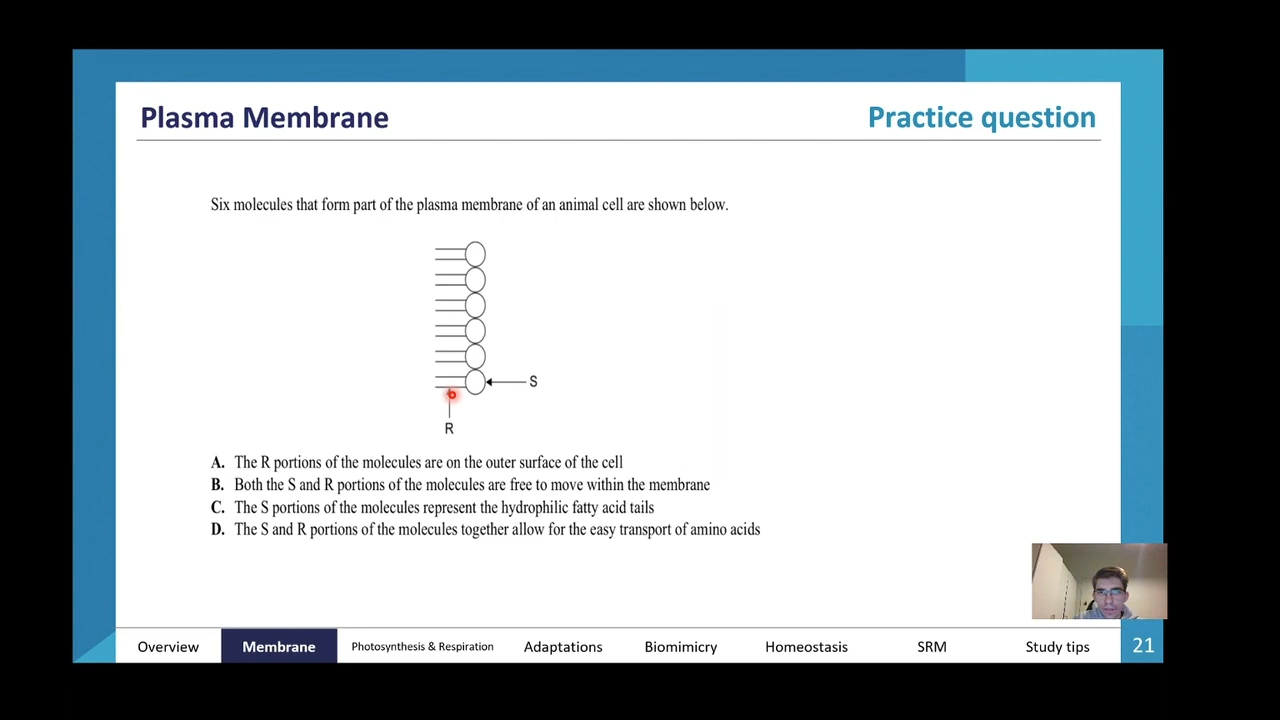 Plasma Membrane
Practice question
Six molecules that form part of the plasma membrane of an animal cell are shown below.
S
R
A. The R portions of the molecules are on the outer surface of the cell
B. Both the S and R portions of the molecules are free to move within the membrane
C. The S portions of the molecules represent the hydrophilic fatty acid tails
D. The S and R portions of the molecules together allow for the easy transport of amino acids
Overview
Membrane
Photosynthesis & Respiration
Adaptations
Biomimicry
Homeostasis
SRM
Study tips
21